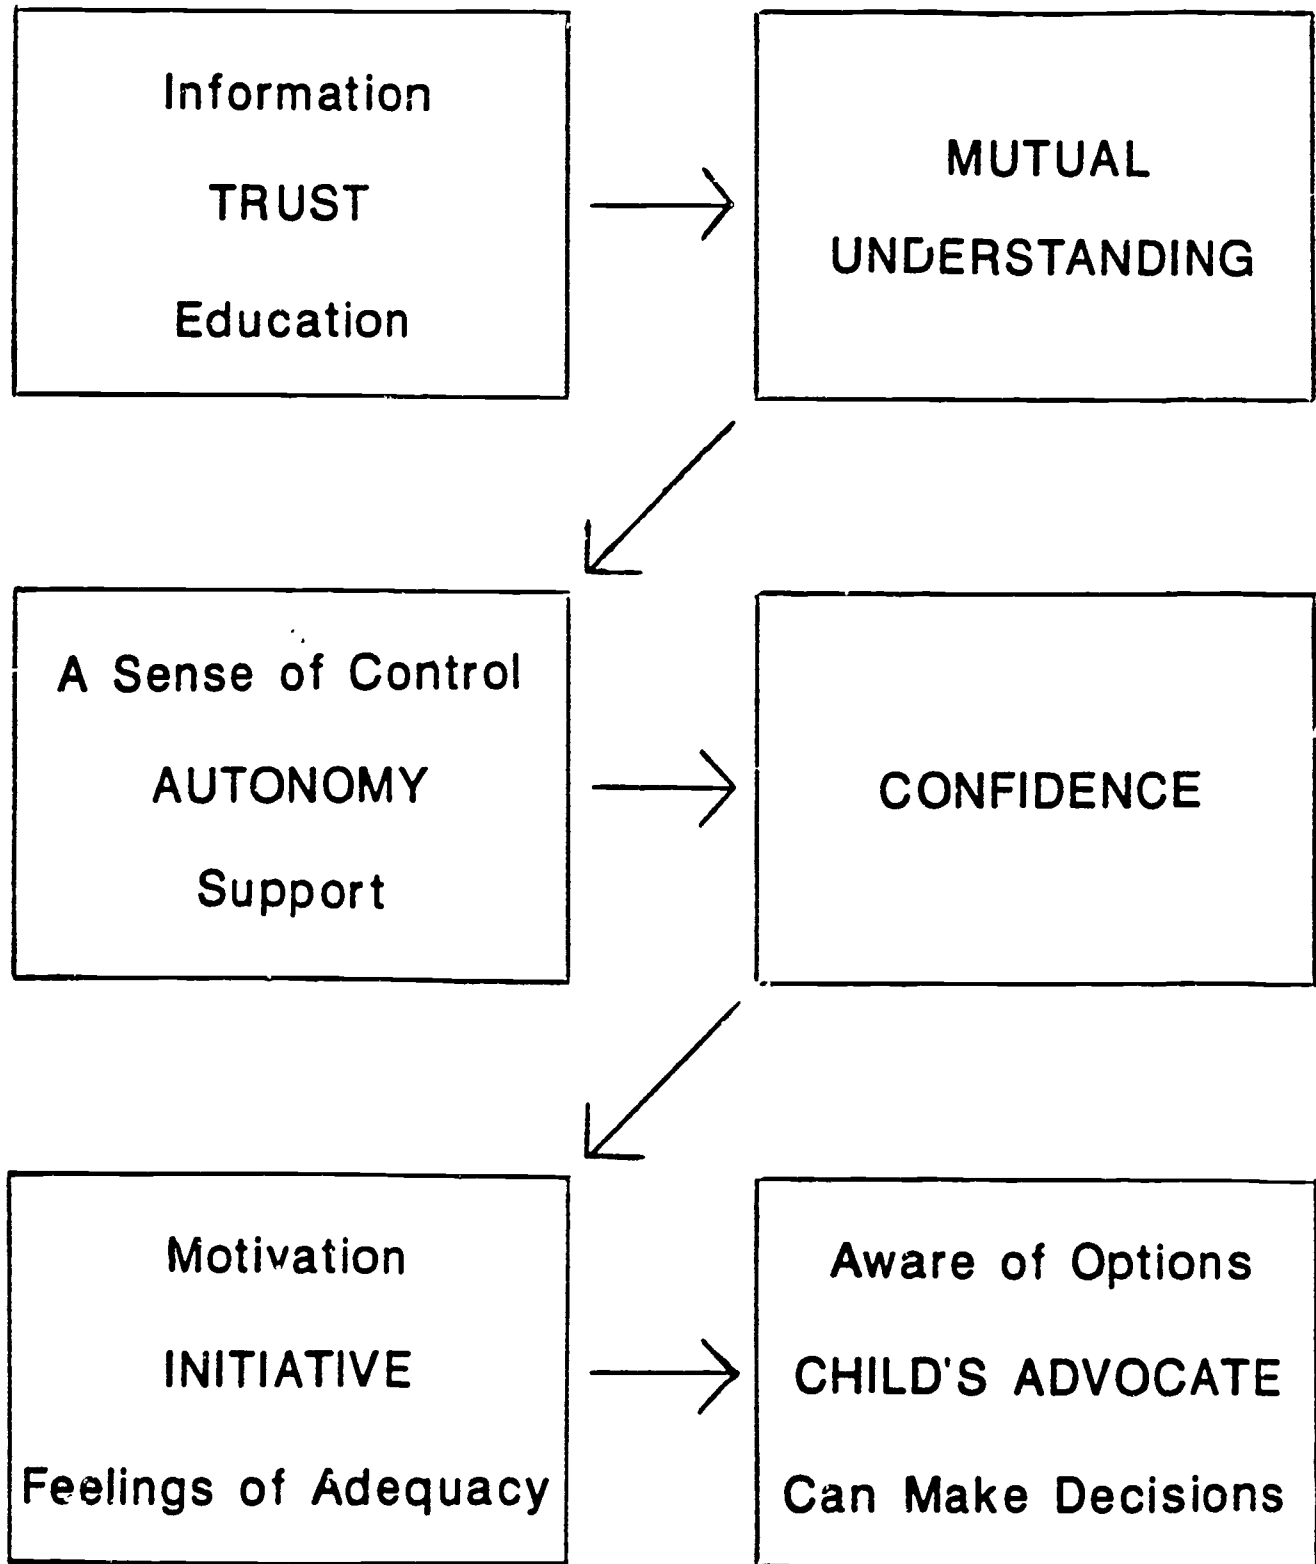 Information
TRUST
Education
MUTUAL
UNDERSTANDING
A Sense of Control
AUTONOMY
Support
CONFIDENCE
Motivation
INITIATIVE
Feelings of Adequacy
Aware of Options
CHILD'S ADVOCATE
Can Make Decisions